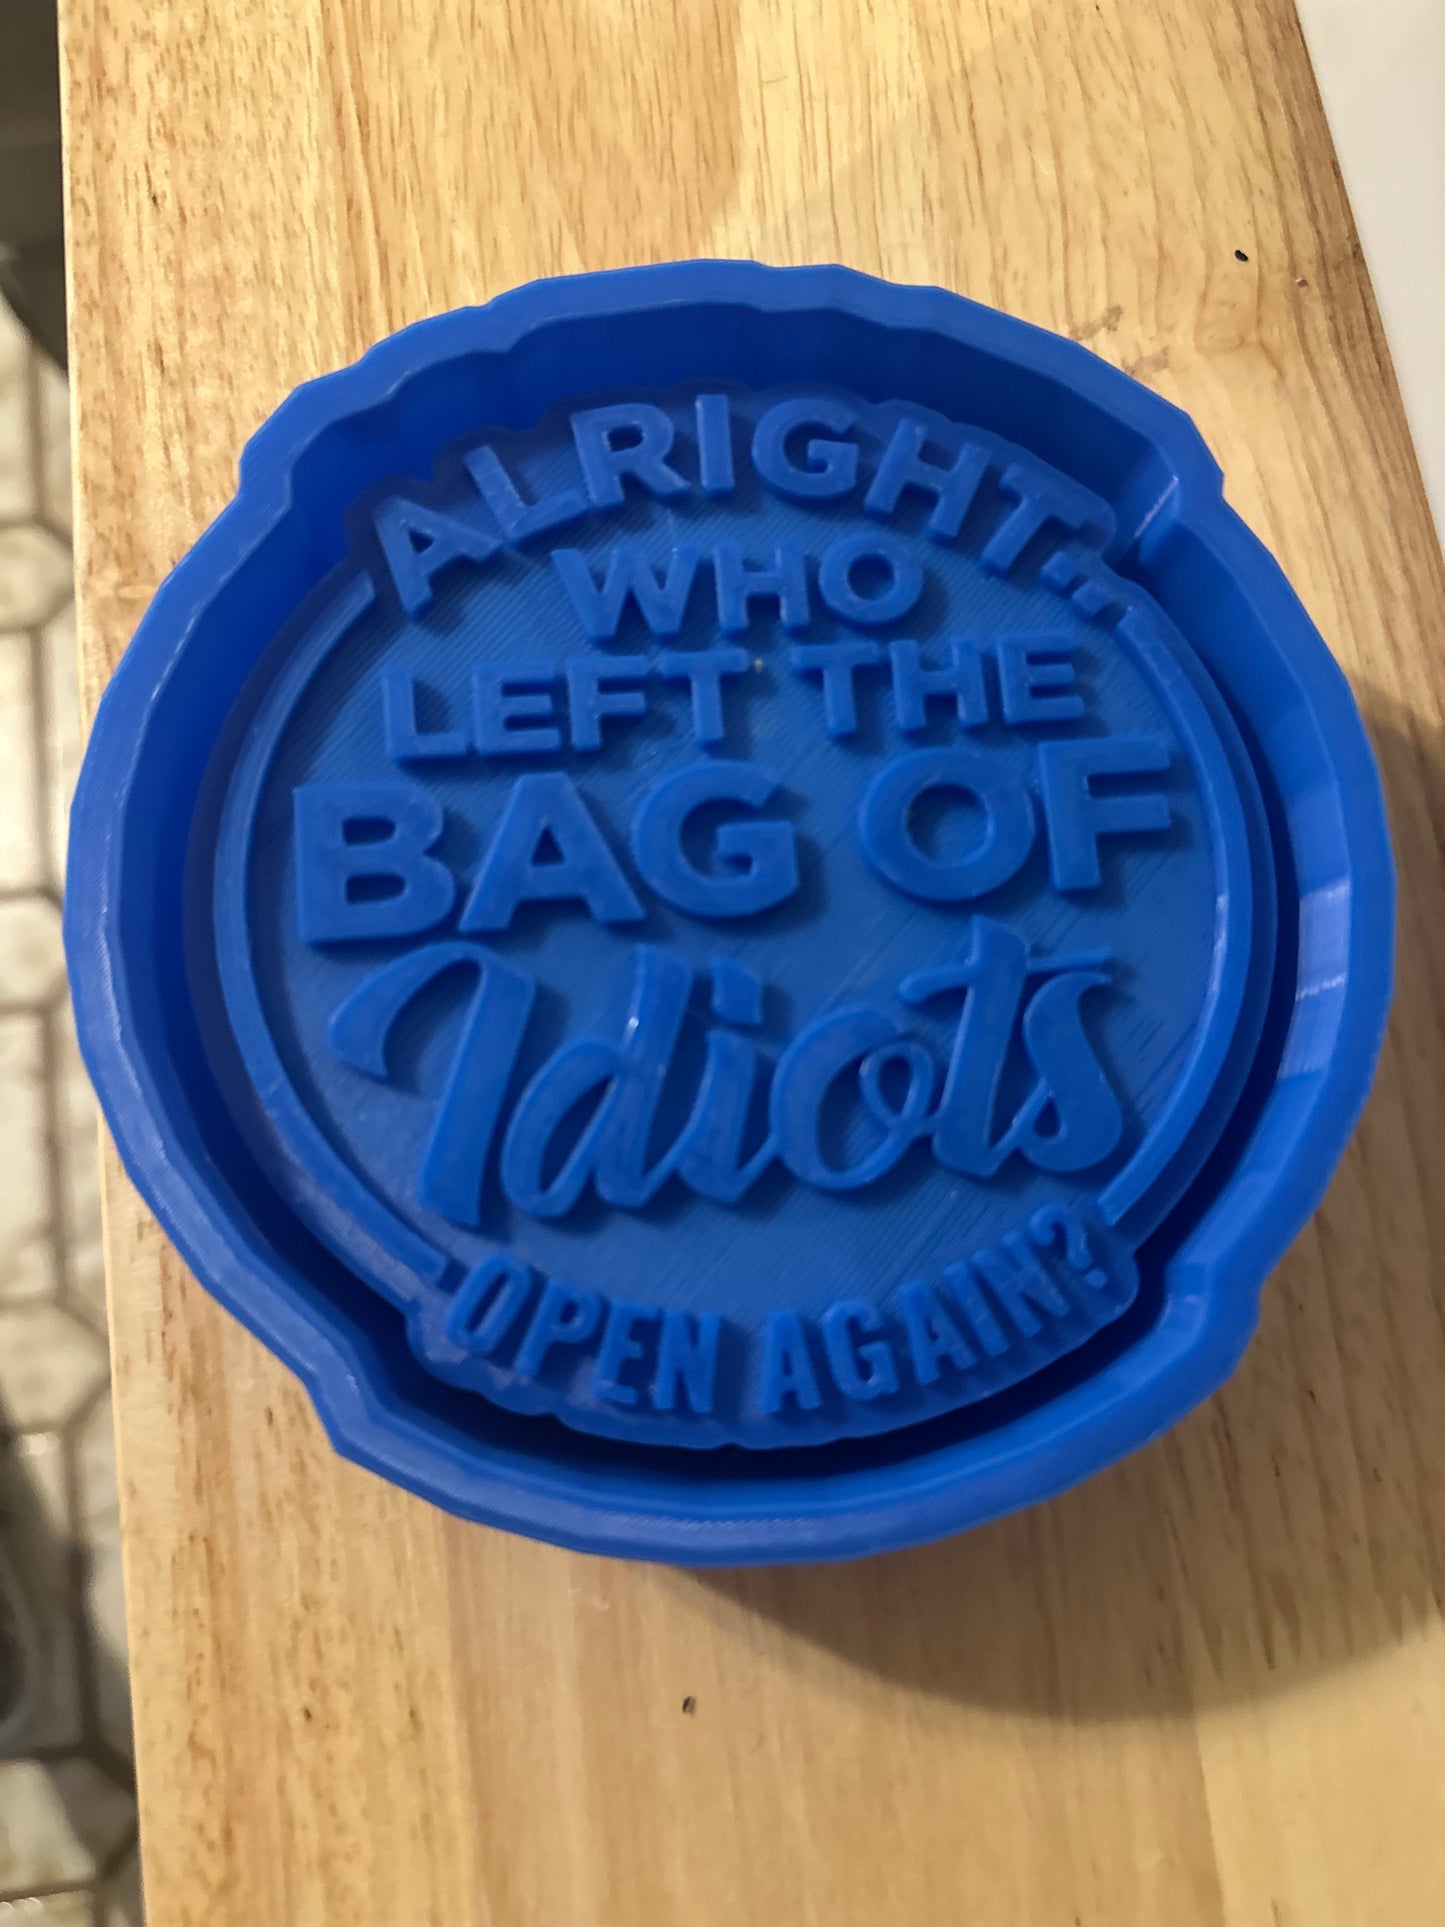 ALRIGHT...
WHO
LEFT THE
BAG OF
Idiots
OPEN AGAIN?